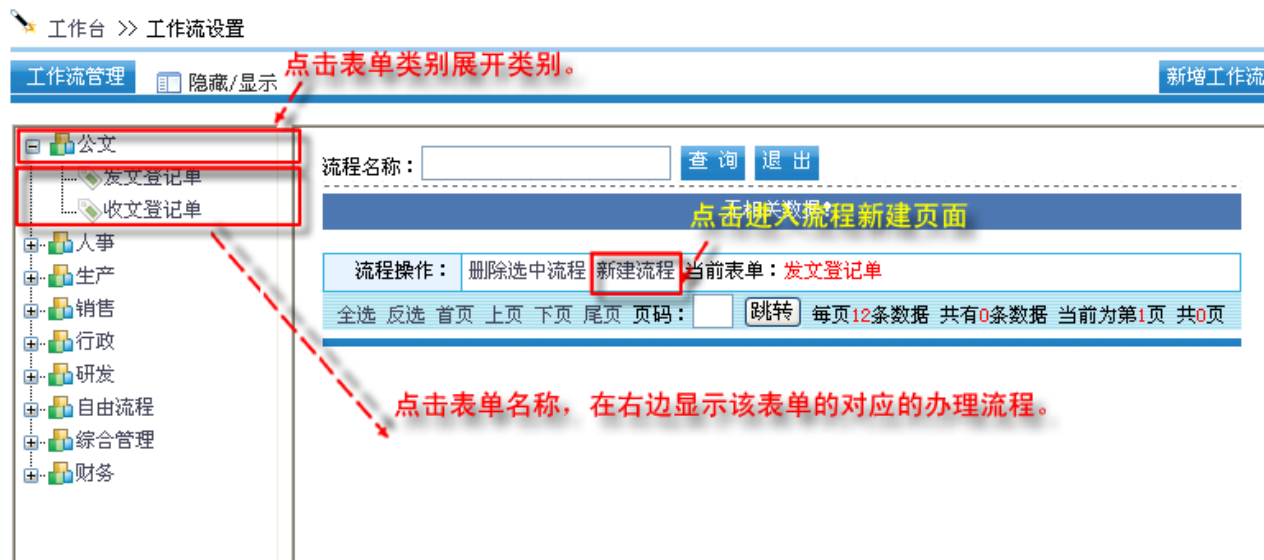 工作台 >> 工作流设置
工作流管理 隐藏/显示 点击表单类别展开类别。 新增工作流
公文
发文登记单
收文登记单
人事
生产
销售
行政
研发
自由流程
综合管理
财务
流程名称： 查 询 退 出
无相关数据!
点击进入流程新建页面
流程操作： 删除选中流程 新建流程 当前表单：发文登记单
全选 反选 首页 上页 下页 尾页 页码： 跳转 每页12条数据 共有0条数据 当前为第1页 共0页
点击表单名称，在右边显示该表单的对应的办理流程。